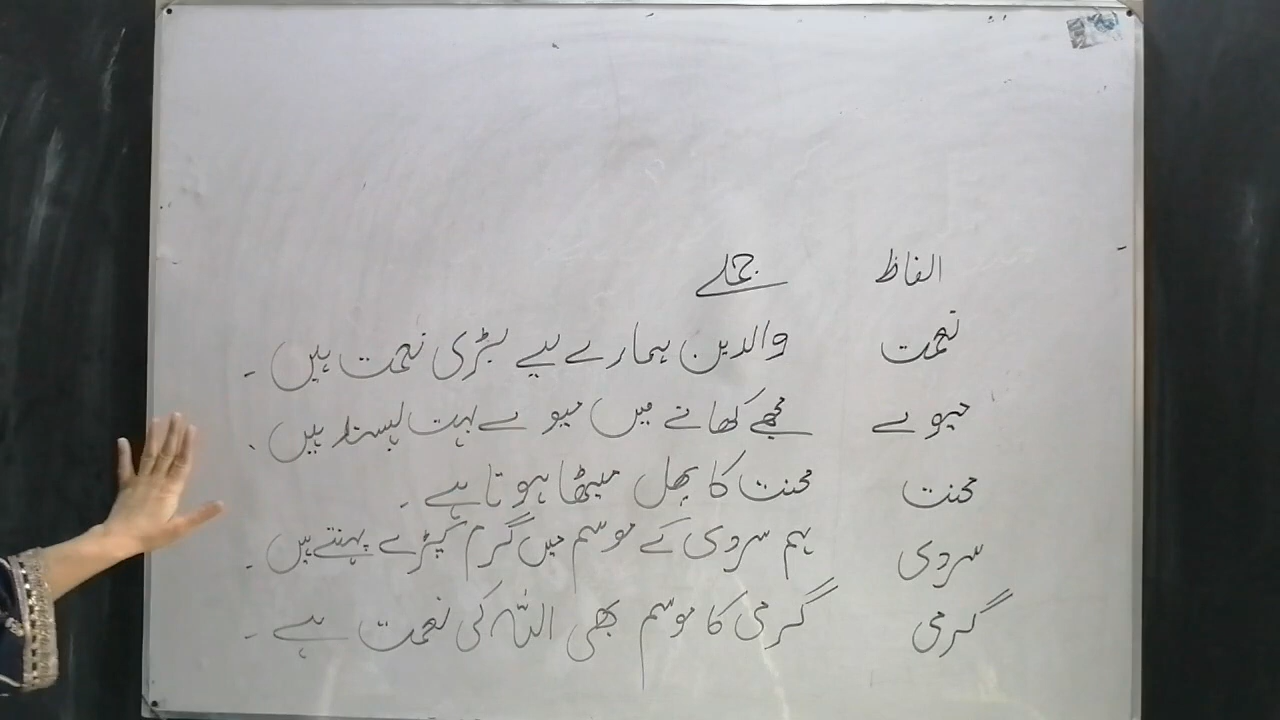 الفاظ جملے
نعمت والدین ہمارے لیے بڑی نعمت ہیں ۔
میوے مجھے کھانے میں میوے بہت پسند ہیں ۔
محنت محنت کا پھل میٹھا ہوتا ہے ۔
سردی ہم سردی کے موسم میں گرم کپڑے پہنتے ہیں ۔
گرمی گرمی کا موسم بھی اللہ کی نعمت ہے ۔